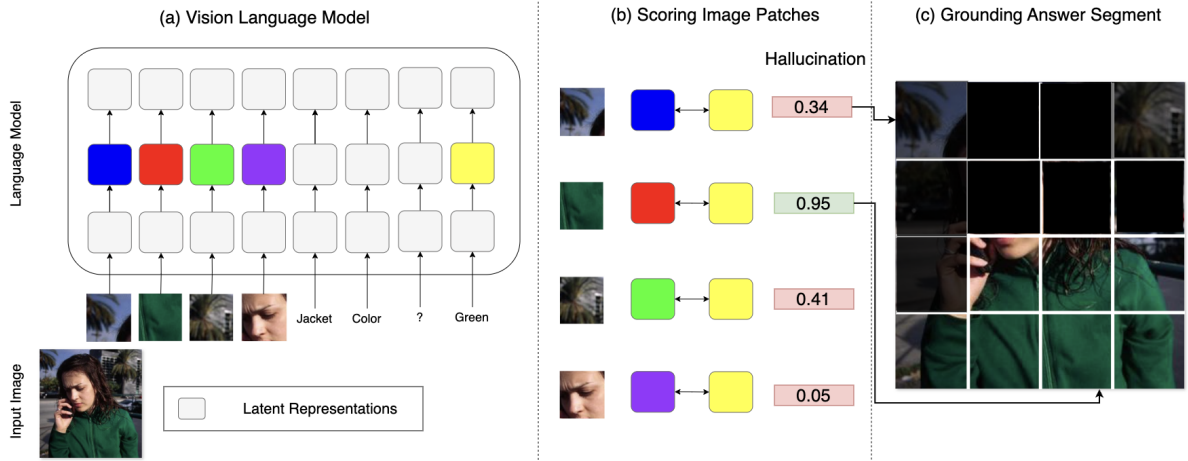 (a) Vision Language Model
(b) Scoring Image Patches
(c) Grounding Answer Segment
Hallucination
Language Model
0.34
0.95
0.41
0.05
Jacket
Color
?
Green
Input Image
Latent Representations